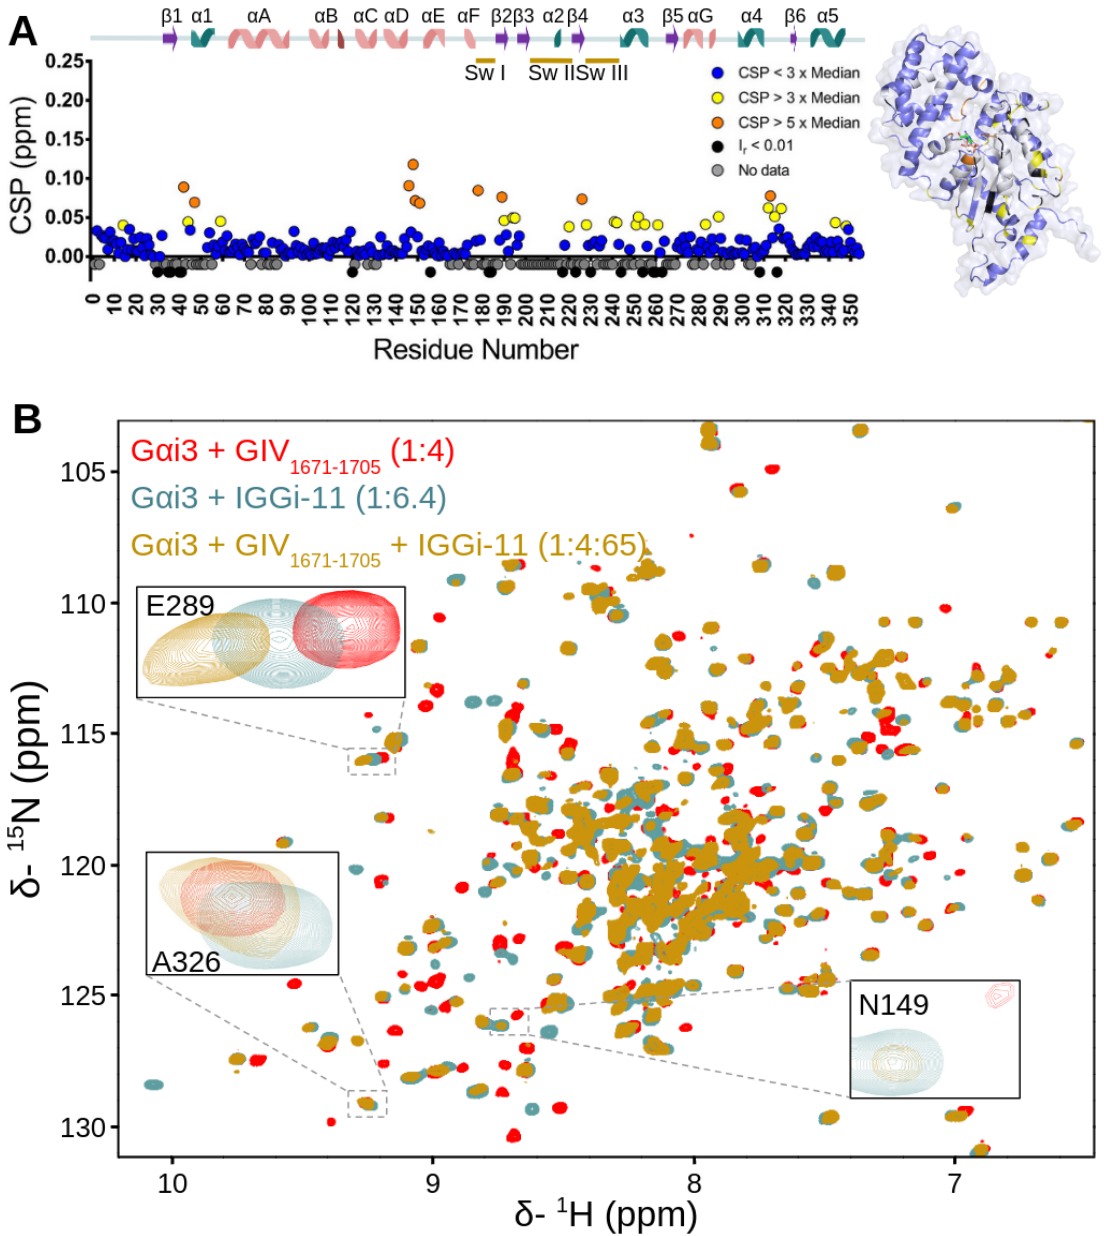 A
β1 α1 αA αB αC αD αE αF β2 β3 α2 β4 α3 β5 αG α4 β6 α5
Sw I Sw II Sw III
CSP (ppm)
0.25
0.20
0.15
0.10
0.05
0.00
CSP < 3 x Median
CSP > 3 x Median
CSP > 5 x Median
Ir < 0.01
No data
0 10 20 30 40 50 60 70 80 90 100 110 120 130 140 150 160 170 180 190 200 210 220 230 240 250 260 270 280 290 300 310 320 330 340 350
Residue Number
B
Gαi3 + GIV1671-1705 (1:4)
Gαi3 + IGGi-11 (1:6.4)
Gαi3 + GIV1671-1705 + IGGi-11 (1:4:65)
E289
A326
N149
δ- 15N (ppm)
105
110
115
120
125
130
10 9 8 7
δ- 1H (ppm)